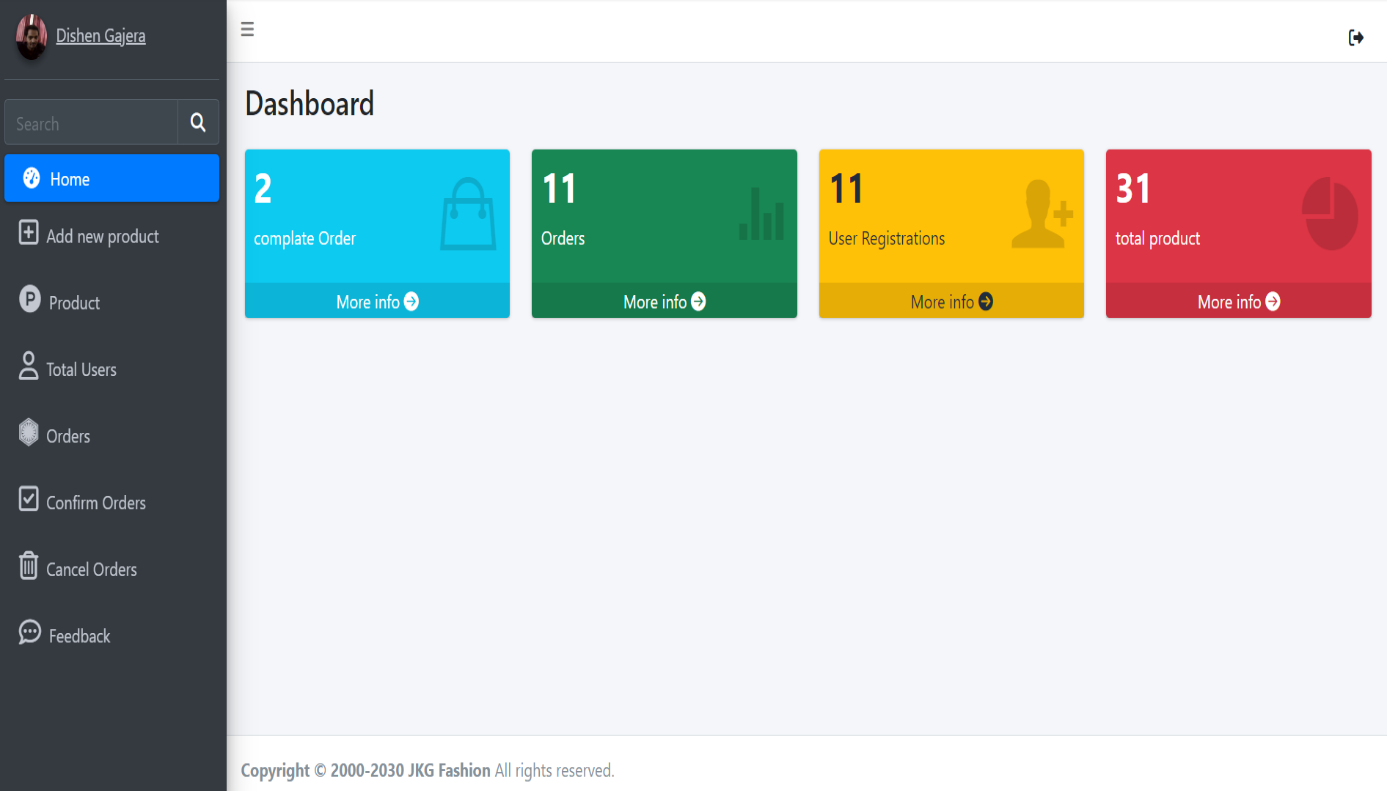 Dishen Gajera
Search
Home
Add new product
Product
Total Users
Orders
Confirm Orders
Cancel Orders
Feedback
Dashboard
2
complate Order
More info
11
Orders
More info
11
User Registrations
More info
31
total product
More info
Copyright © 2000-2030 JKG Fashion All rights reserved.